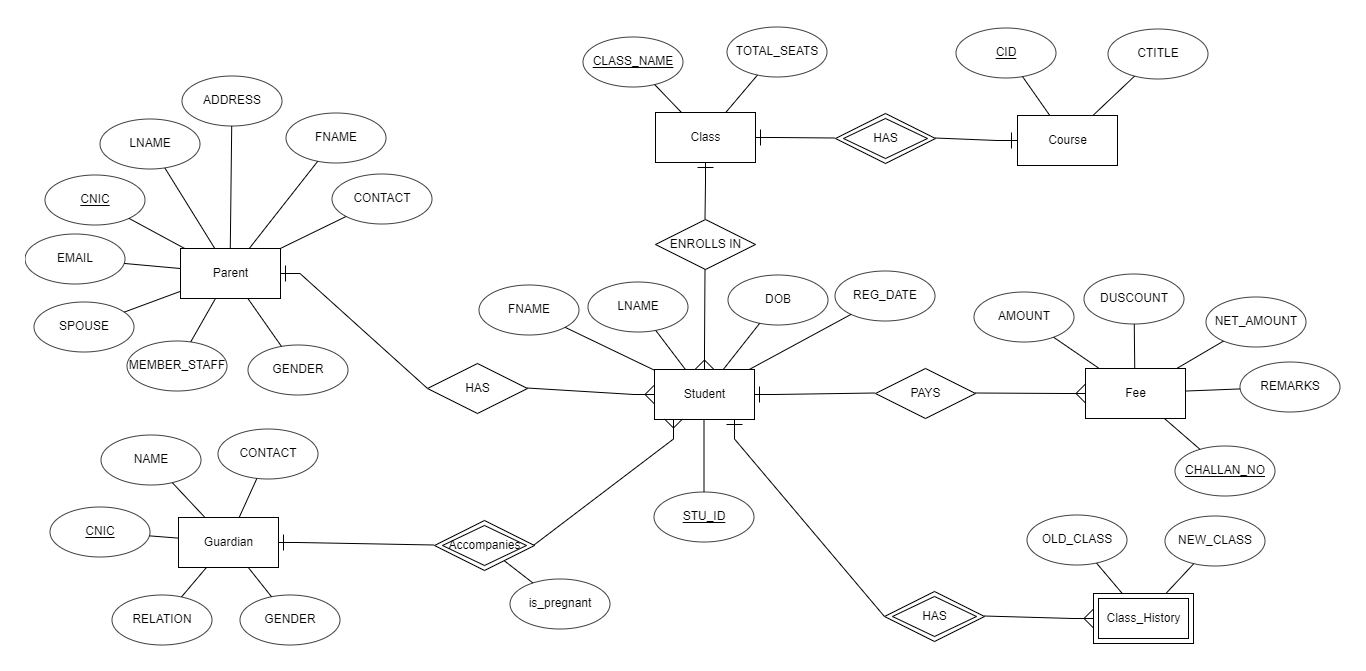 CLASS_NAME
TOTAL_SEATS
CID
CTITLE
Class
HAS
Course
ADDRESS
LNAME
FNAME
CNIC
CONTACT
EMAIL
Parent
SPOUSE
MEMBER_STAFF
GENDER
ENROLLS IN
FNAME
LNAME
DOB
REG_DATE
HAS
Student
PAYS
STU_ID
AMOUNT
DUSCOUNT
NET_AMOUNT
Fee
REMARKS
CHALLAN_NO
NAME
CONTACT
CNIC
Guardian
RELATION
GENDER
Accompanies
is_pregnant
OLD_CLASS
NEW_CLASS
HAS
Class_History